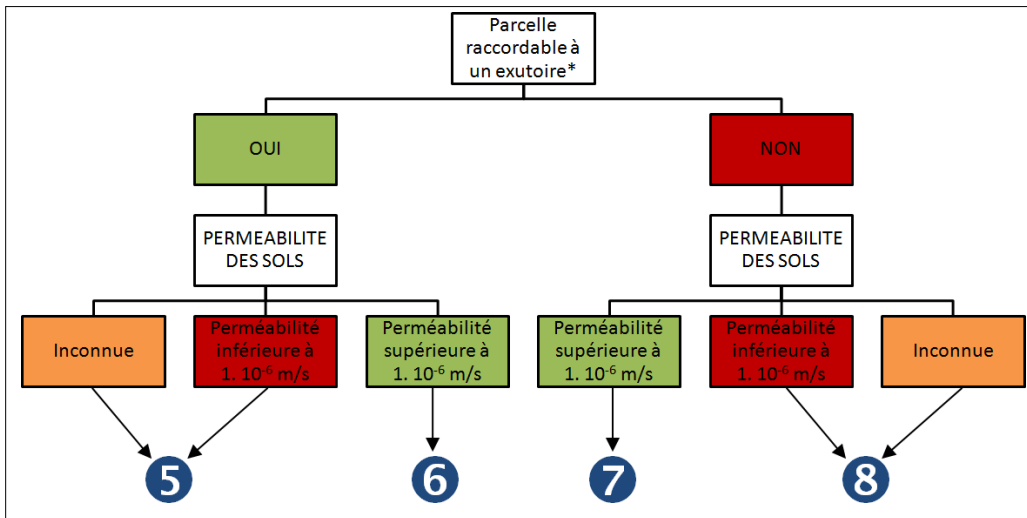 Parcelle
raccordable à
un exutoire*
OUI
NON
PERMEABILITE
DES SOLS
PERMEABILITE
DES SOLS
Inconnue
Perméabilité
inférieure à
1. 10⁻⁶ m/s
Perméabilité
supérieure à
1. 10⁻⁶ m/s
Perméabilité
supérieure à
1. 10⁻⁶ m/s
Perméabilité
inférieure à
1. 10⁻⁶ m/s
Inconnue
5
6
7
8